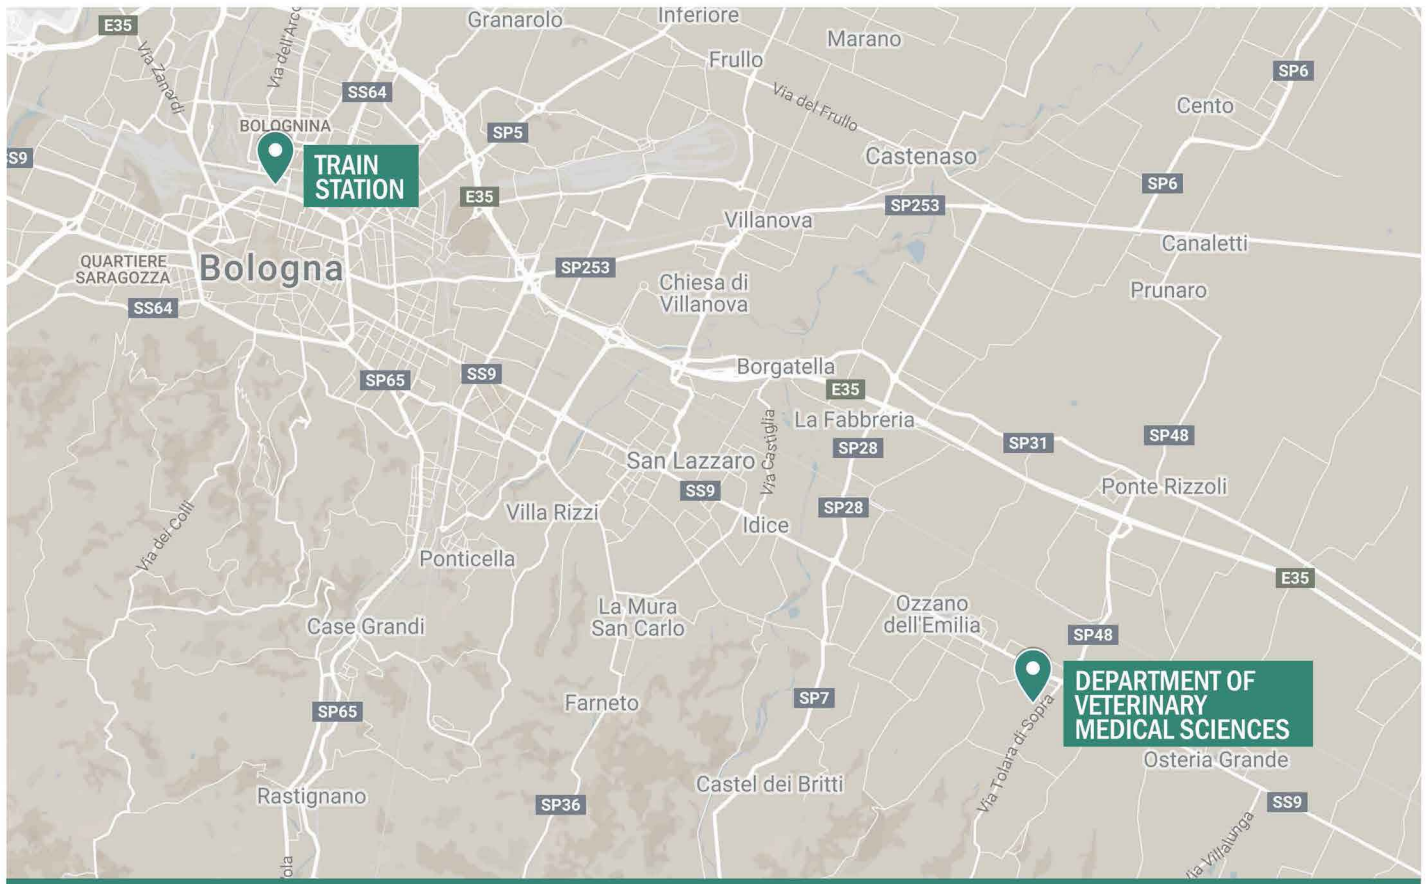 E35
Granarolo
Inferiore
Marano
Frullo
SP6
Via Zanardi
Via dell'Arco
SS64
Via del Frullo
Cento
BOLOGNINA
SP5
SS9
TRAIN
STATION
Castenaso
SP6
E35
SP253
Villanova
Canaletti
QUARTIERE
SARAGOZZA
Bologna
SP253
Chiesa di
Villanova
Prunaro
SS64
SP65
SS9
Borgatella
E35
La Fabbreria
SP28
SP31
SP48
Via Castiglia
San Lazzaro
SS9
Ponte Rizzoli
SP28
Villa Rizzi
Idice
Via dei Colli
Ponticella
E35
La Mura
San Carlo
Ozzano
dell'Emilia
Case Grandi
SP48
DEPARTMENT OF
VETERINARY
MEDICAL SCIENCES
SP65
Farneto
SP7
Via Tolara di Sopra
Osteria Grande
Castel dei Britti
Rastignano
SP36
SS9
Via Villalunga
ola